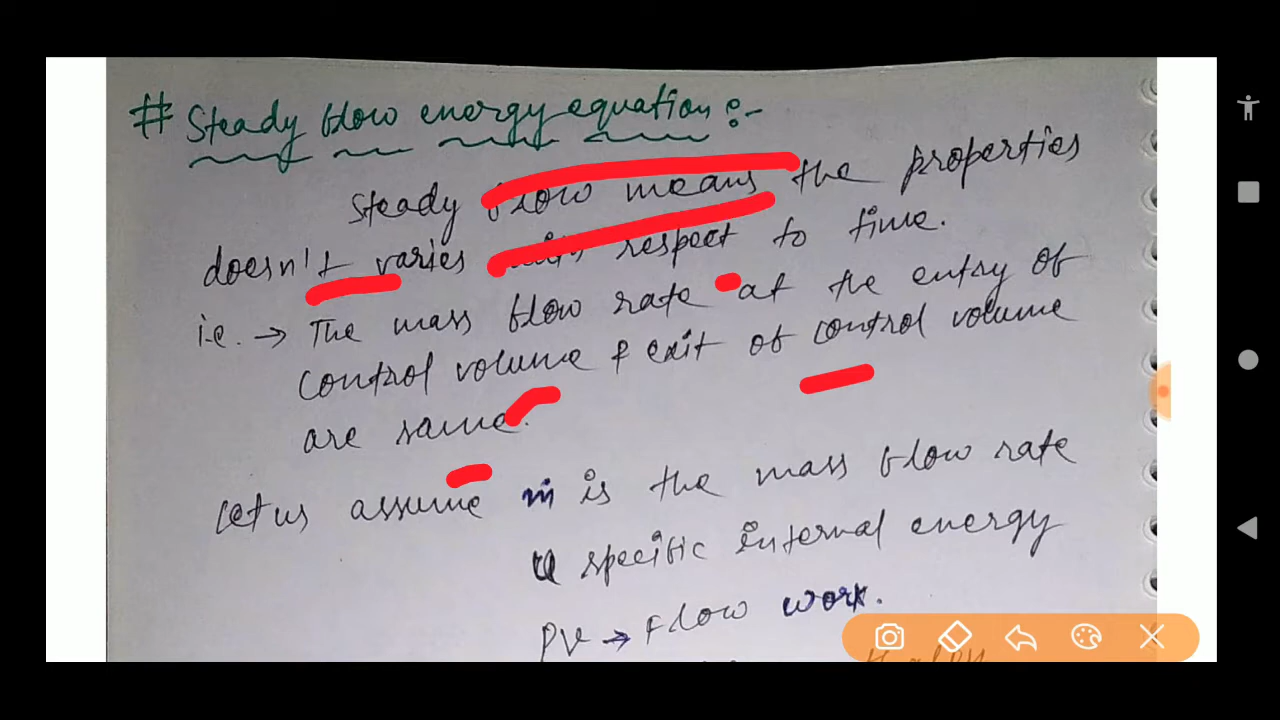 # Steady flow energy equation :-
Steady flow means the properties
doesn't varies with respect to time.
i.e. → The mass flow rate at the entry of
control volume & exit of control volume
are same.
Let us assume ṁ is the mass flow rate
u specific internal energy
PV → Flow work.